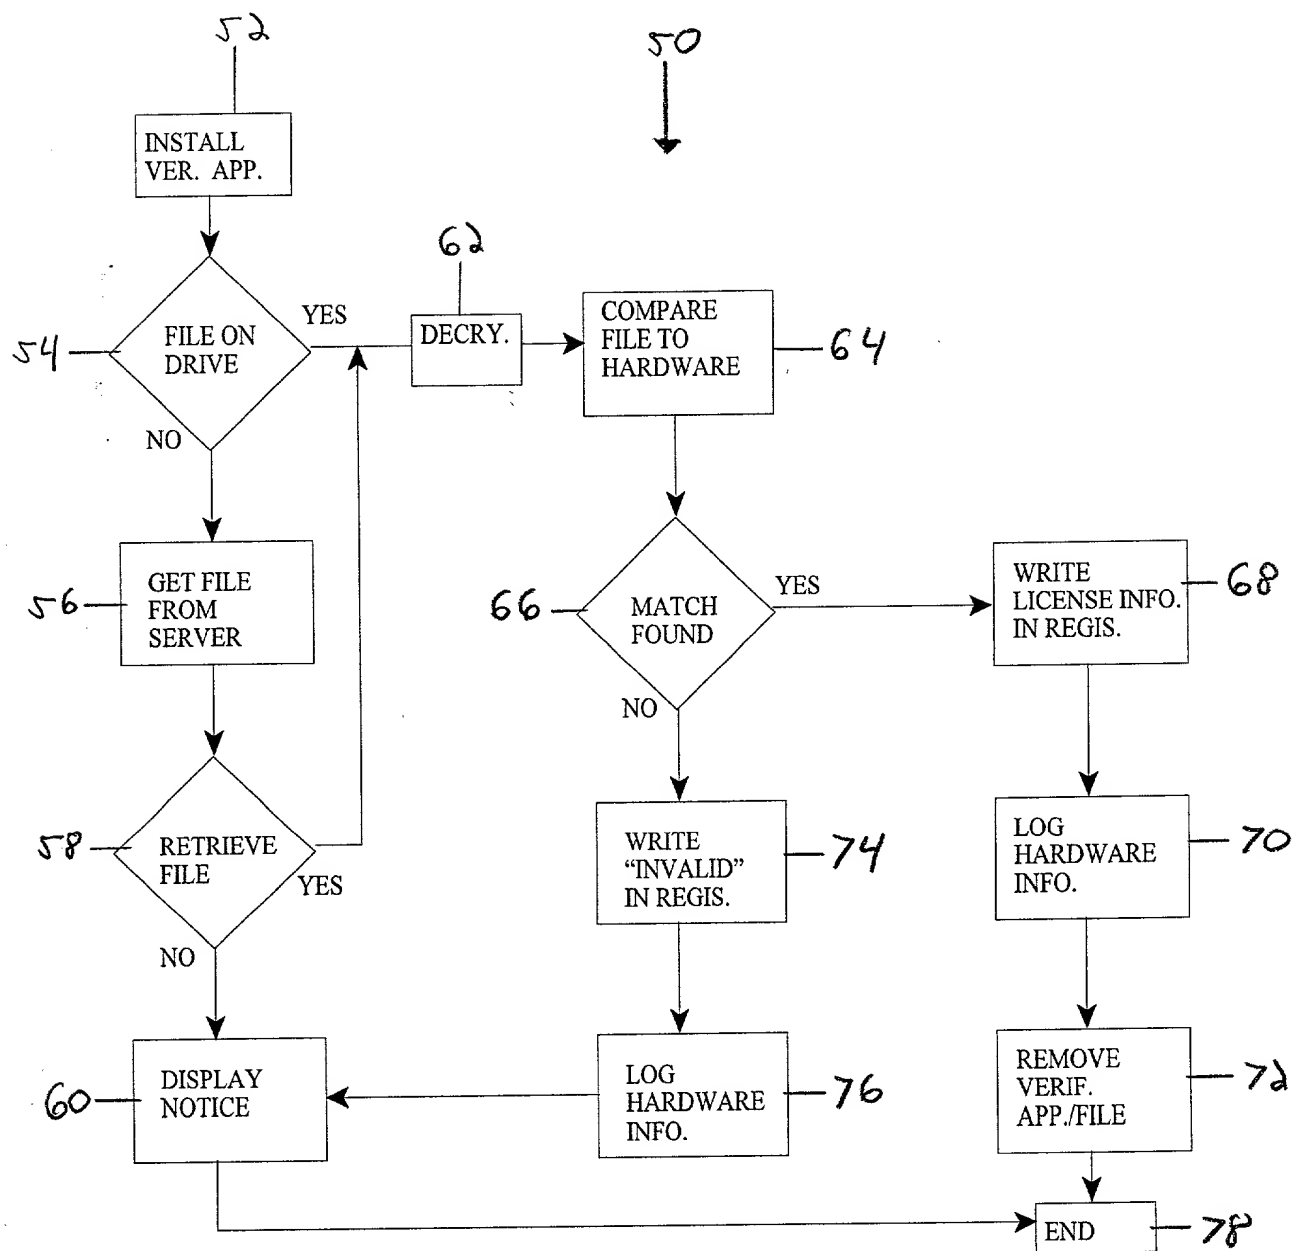 52
50
INSTALL
VER. APP.
62
54
FILE ON
DRIVE
YES
NO
DECRY.
COMPARE
FILE TO
HARDWARE
64
56
GET FILE
FROM
SERVER
66
MATCH
FOUND
YES
NO
WRITE
LICENSE INFO.
IN REGIS.
68
58
RETRIEVE
FILE
YES
NO
WRITE
“INVALID”
IN REGIS.
74
LOG
HARDWARE
INFO.
70
60
DISPLAY
NOTICE
LOG
HARDWARE
INFO.
76
REMOVE
VERIF.
APP./FILE
72
END
78